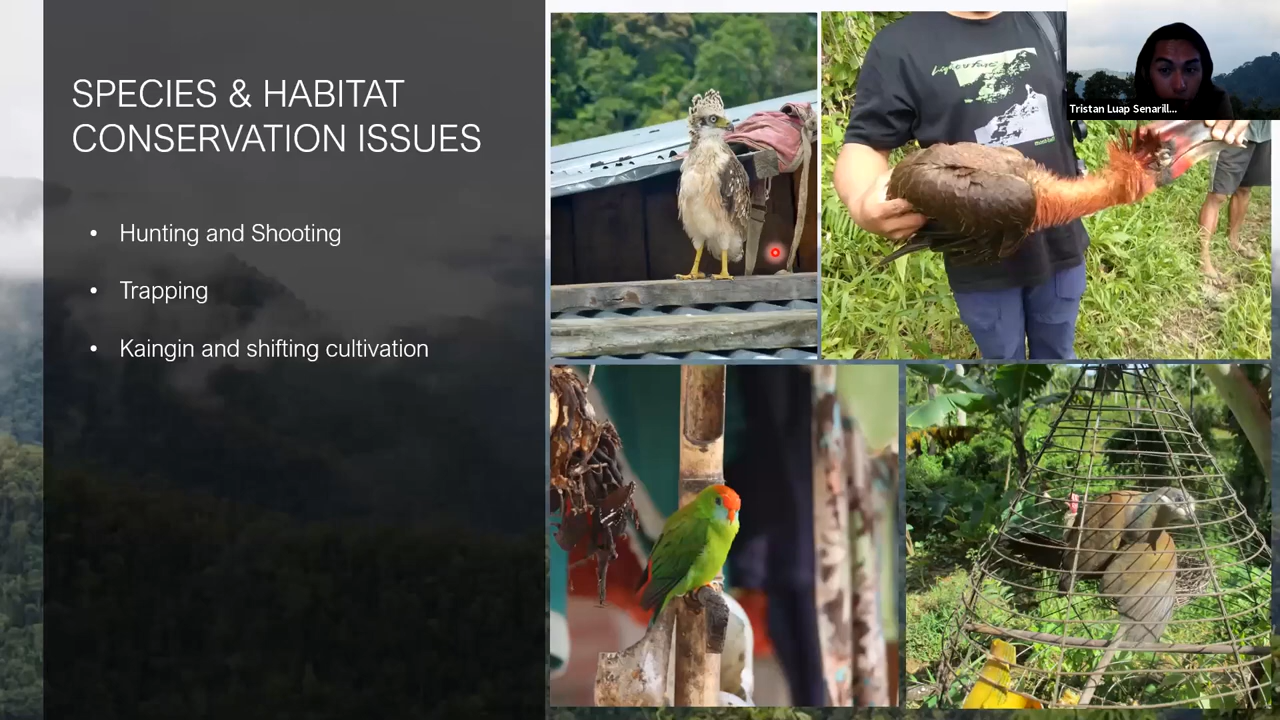 SPECIES & HABITAT
CONSERVATION ISSUES
• Hunting and Shooting
• Trapping
• Kaingin and shifting cultivation
Tristan Luap Senarill...